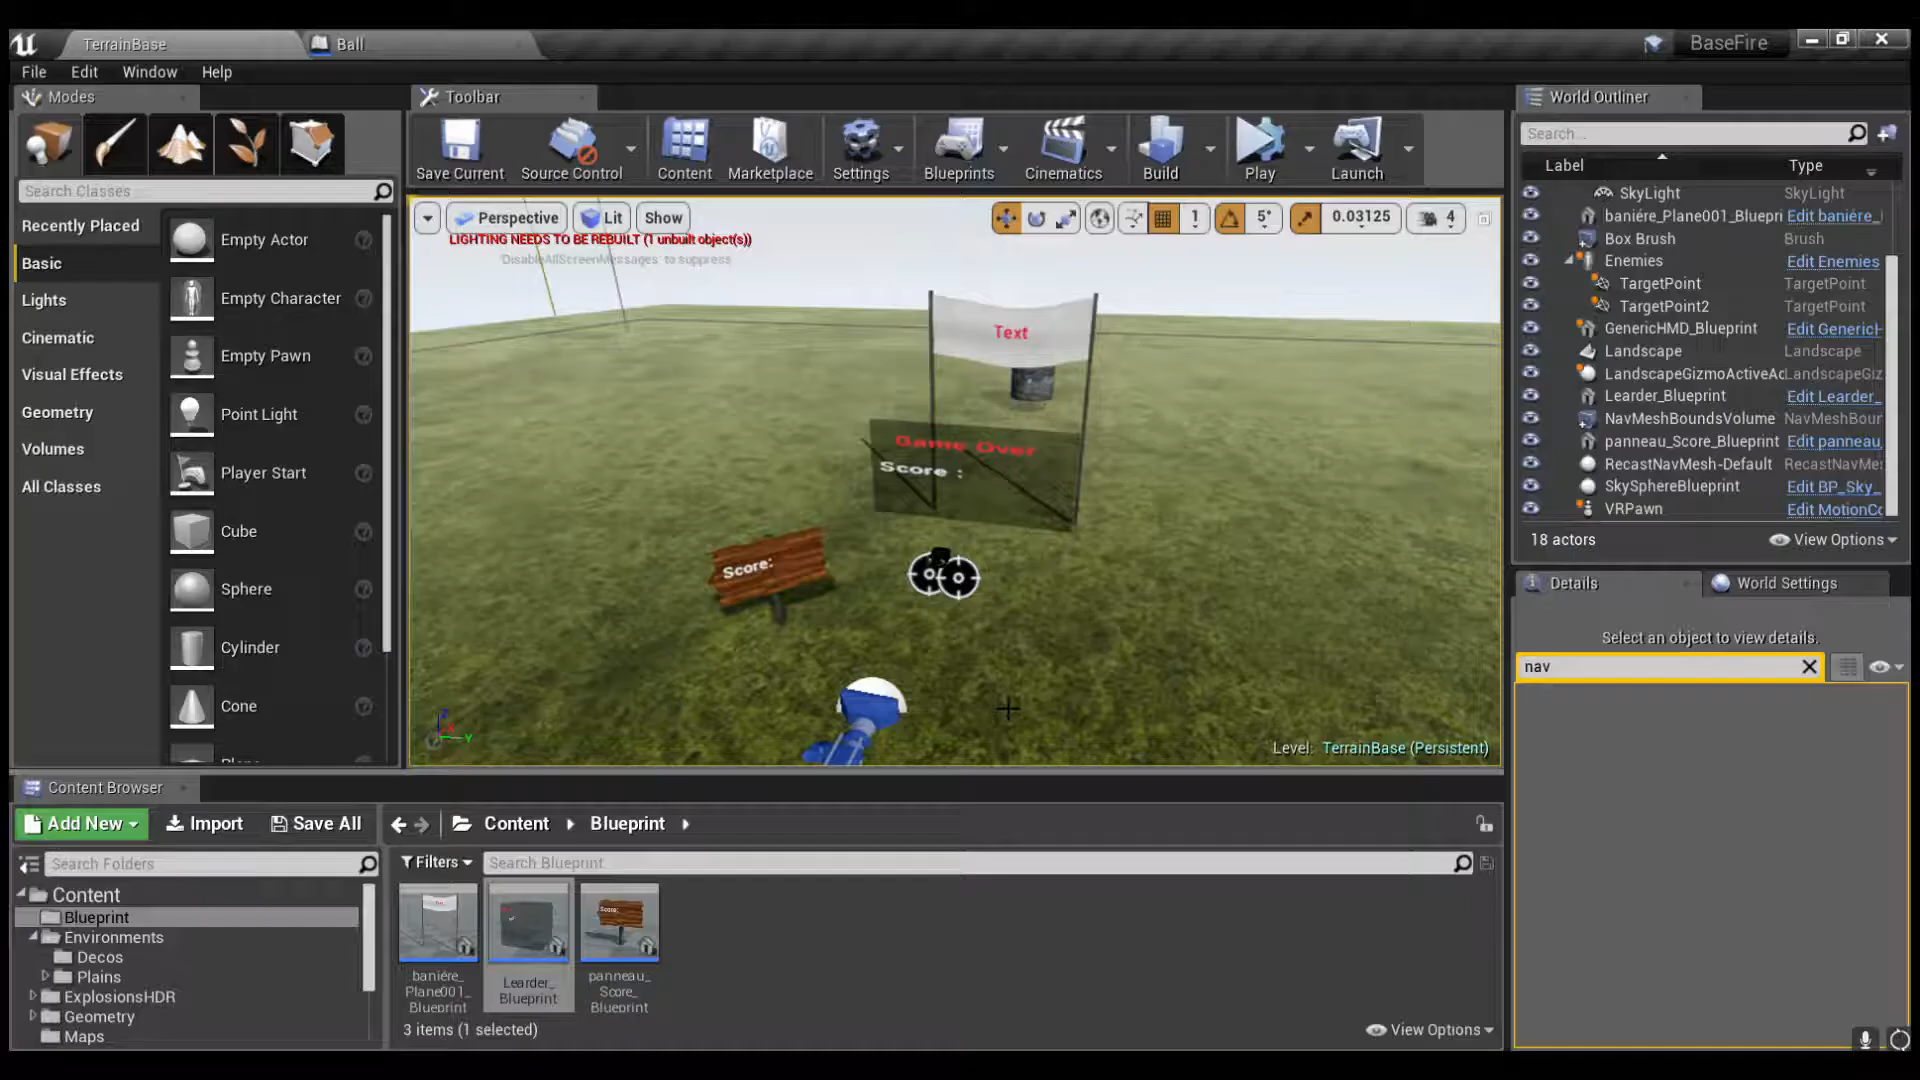 TerrainBase
Ball
BaseFire
File Edit Window Help
Modes
Search Classes
Recently Placed
Basic
Lights
Cinematic
Visual Effects
Geometry
Volumes
All Classes
Empty Actor
Empty Character
Empty Pawn
Point Light
Player Start
Cube
Sphere
Cylinder
Cone
Toolbar
Save Current
Source Control
Content
Marketplace
Settings
Blueprints
Cinematics
Build
Play
Launch
Perspective
Lit
Show
1
5°
0.03125
4
LIGHTING NEEDS TO BE REBUILT (1 unbuilt object(s))
'DisableAllScreenMessages' to suppress
Text
Game Over
Score :
Score:
Level: TerrainBase (Persistent)
World Outliner
Search...
Label Type
SkyLight SkyLight
baniére_Plane001_Bluepri Edit baniére_
Box Brush Brush
Enemies Edit Enemies
TargetPoint TargetPoint
TargetPoint2 TargetPoint
GenericHMD_Blueprint Edit GenericH
Landscape Landscape
LandscapeGizmoActiveAc LandscapeGiz
Learder_Blueprint Edit Learder_
NavMeshBoundsVolume NavMeshBoun
panneau_Score_Blueprint Edit panneau_
RecastNavMesh-Default RecastNavMe
SkySphereBlueprint Edit BP_Sky_
VRPawn Edit MotionCo
18 actors
View Options
Details
World Settings
Select an object to view details.
nav
Content Browser
Add New
Import
Save All
Content
Blueprint
Search Folders
Filters
Search Blueprint
Content
Blueprint
Environments
Decos
Plains
ExplosionsHDR
Geometry
Maps
baniére_
Plane001_
Blueprint
Learder_
Blueprint
panneau_
Score_
Blueprint
3 items (1 selected)
View Options